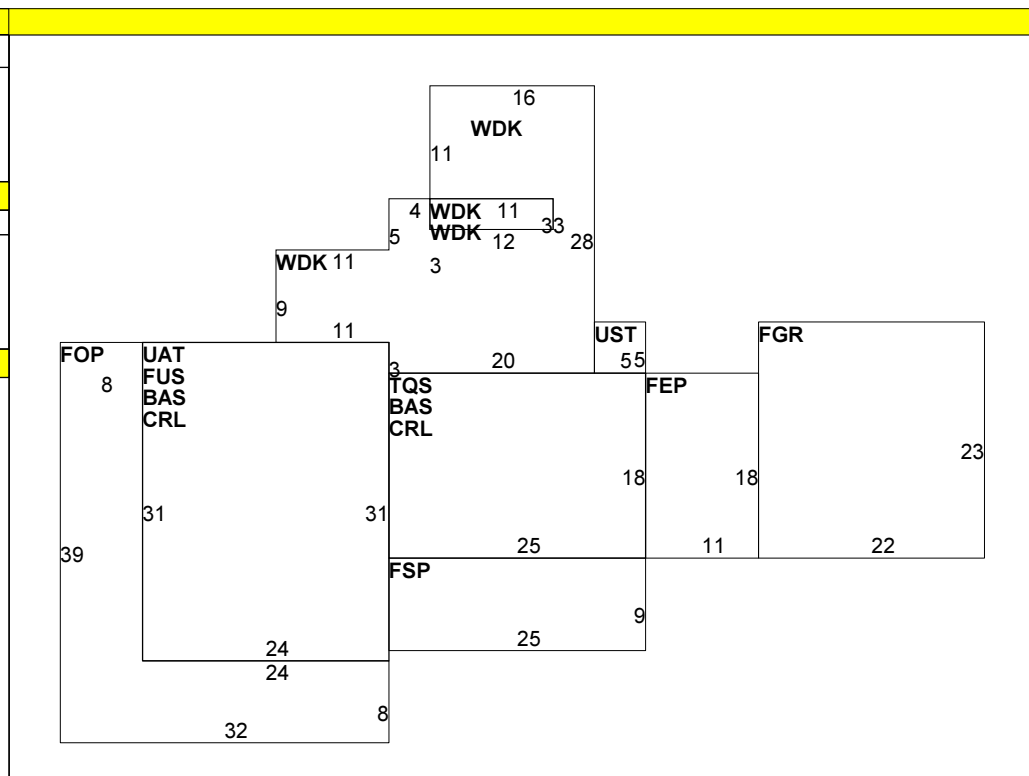 16
WDK
11
4 WDK 11
5 WDK 12 33 28
WDK 11
3
9
11
UST FGR
FOP UAT 3 20 55
8 FUS TQS FEP
BAS BAS
CRL CRL
23
18 18
31 31
39
25 11 22
FSP
9
25
24
24
8
32